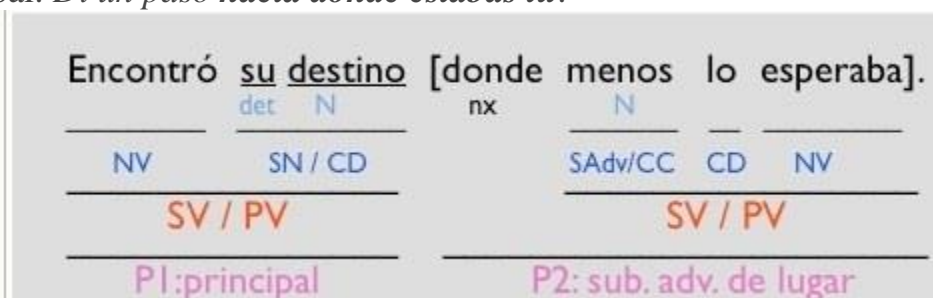 Di un paso hacia donde estabas tú.
Encontró su destino [donde menos lo esperaba].
det N nx N
NV SN / CD SAdv/CC CD NV
SV / PV SV / PV
P1:principal P2: sub. adv. de lugar